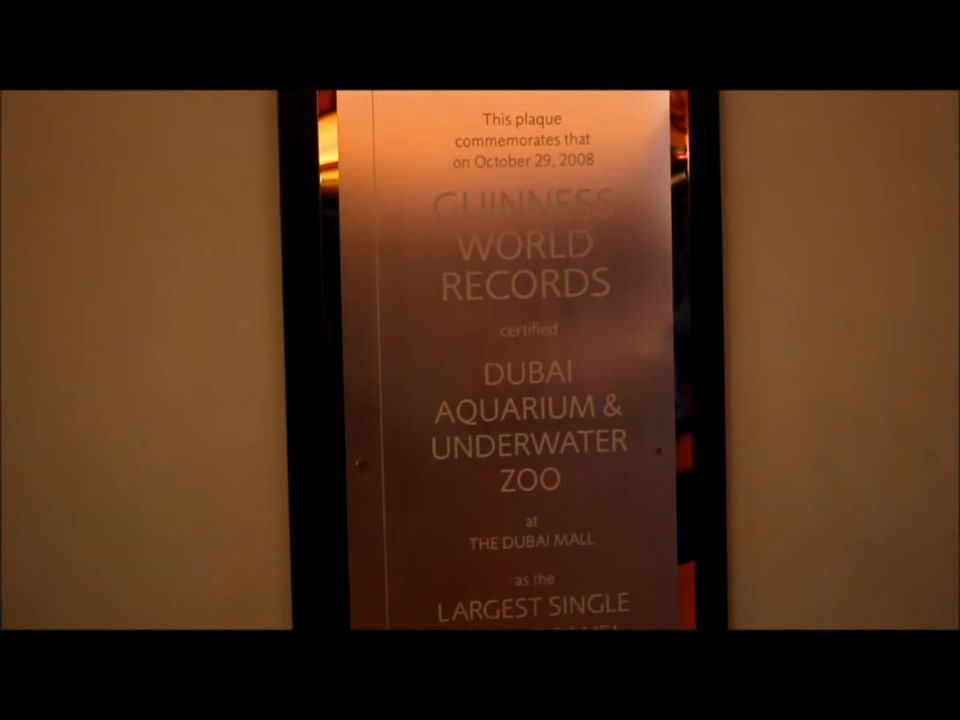 This plaque
commemorates that
on October 29, 2008
GUINNESS
WORLD
RECORDS
certified
DUBAI
AQUARIUM &
UNDERWATER
ZOO
at
THE DUBAI MALL
as the
LARGEST SINGLE